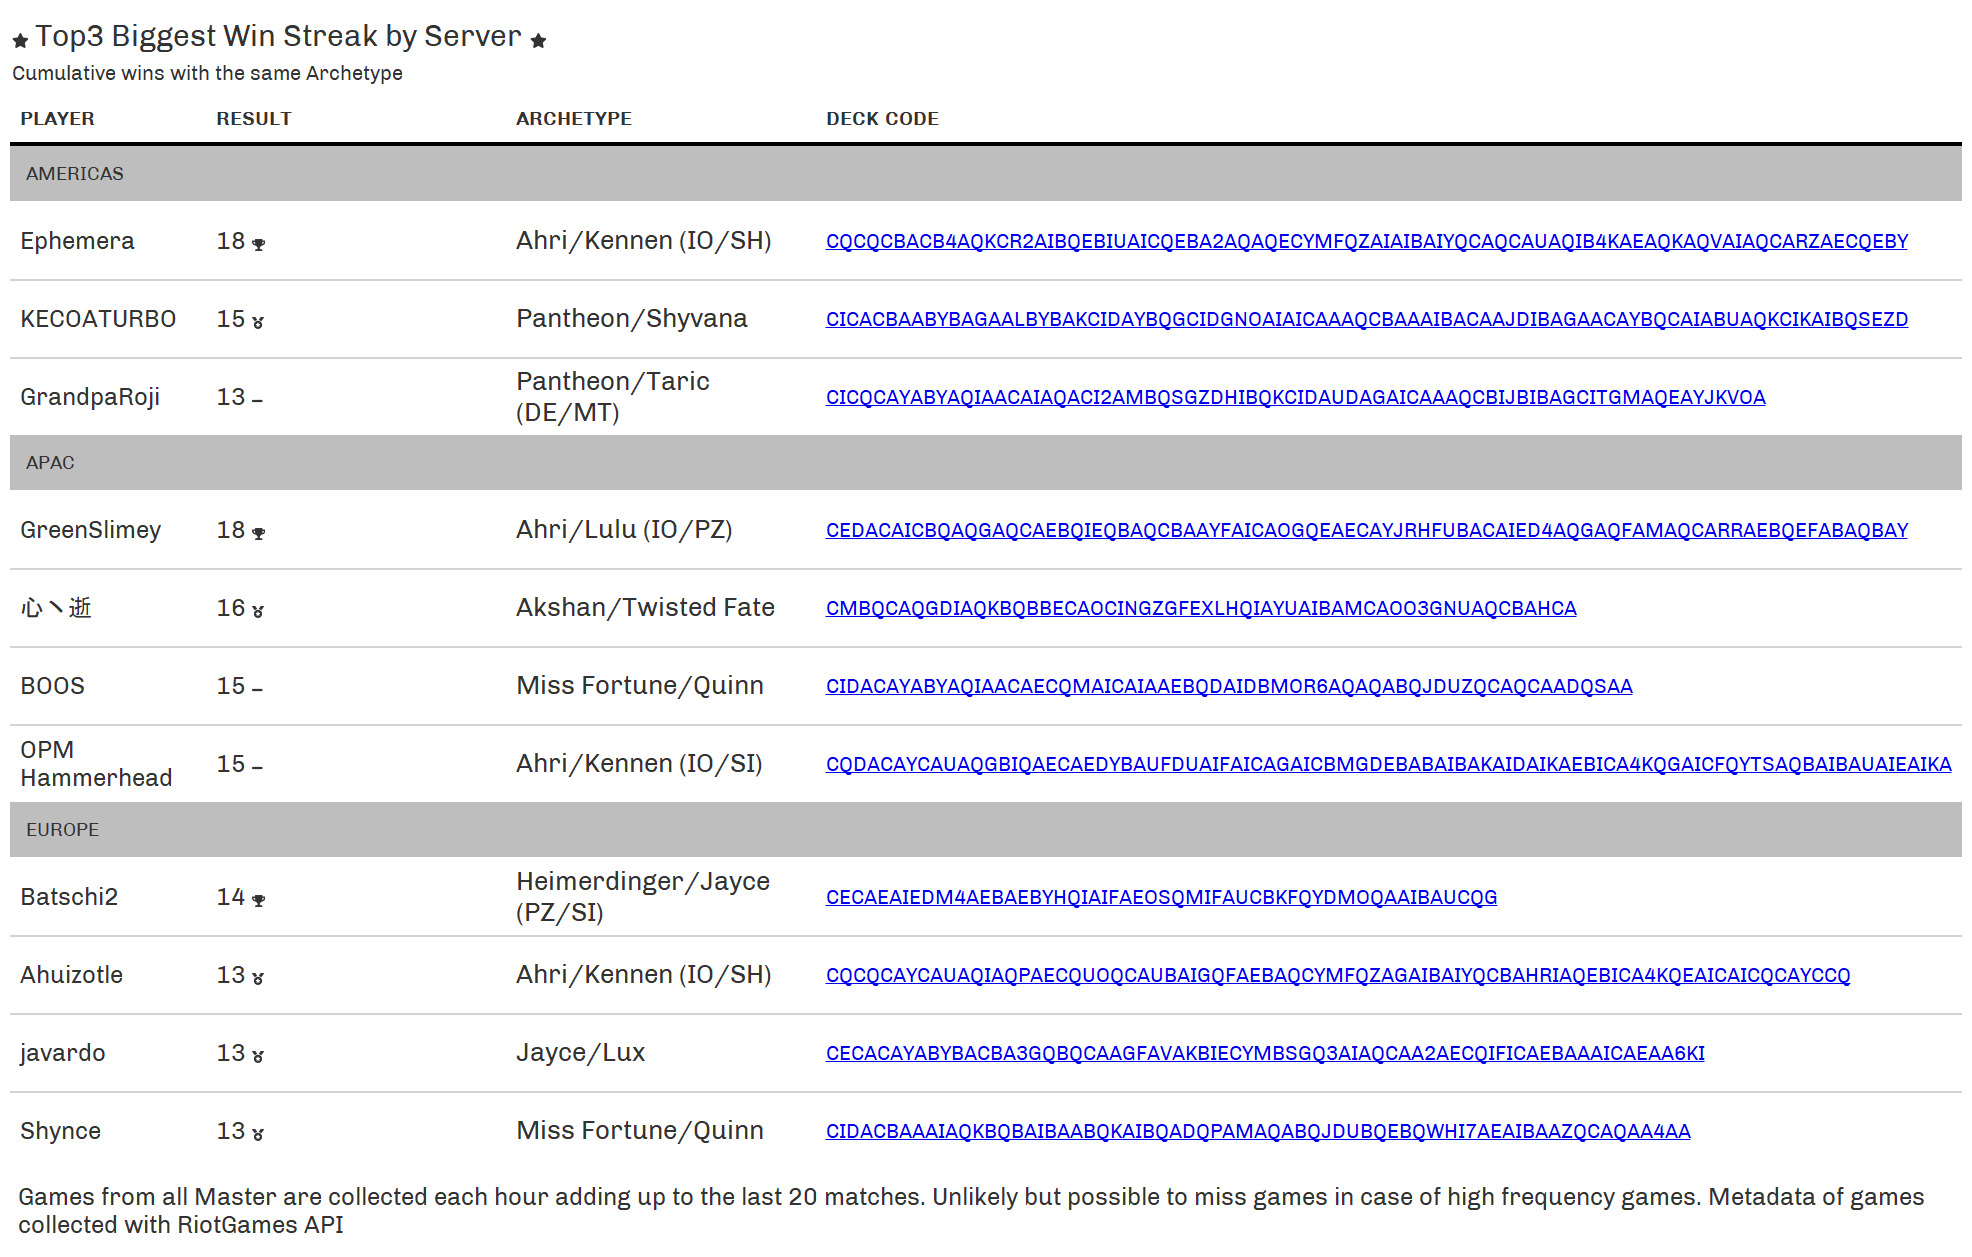 ★ Top3 Biggest Win Streak by Server ★
Cumulative wins with the same Archetype
PLAYER RESULT ARCHETYPE DECK CODE
AMERICAS
Ephemera 18 Ahri/Kennen (IO/SH) CQCQCBACB4AQKCR2AIBQEBIUAICQEBA2AQAQECYMFQZAIAIBAIYQCAQCAUAQIB4KAEAQKAQVAIAQCARZAECQEBY
KECOATURBO 15 Pantheon/Shyvana CICACBAABYBAGAALBYBAKCIDAYBQGCIDGNOAIAICAAAQCBAAAIBACAAJDIBAGAACAYBQCAIABUAQKCIKAIBQSEZD
GrandpaRoji 13 – Pantheon/Taric (DE/MT) CICQCAYABYAQIAACAIAQACI2AMBQSGZDHIBQKCIDAUDAGAICAAAQCBIJBIBAGCITGMAQEAYJKVOA
APAC
GreenSlimey 18 Ahri/Lulu (IO/PZ) CEDACAICBQAQGAQCAEBQIEQBAQCBAAYFAICAOGQEAECAYJRHFUBACAIED4AQGAQFAMAQCARRAEBQEFABAQBAY
心丶逝 16 Akshan/Twisted Fate CMBQCAQGDIAQKBQBBECAOCINGZGFEXLHQIAYUAIBAMCAOO3GNUAQCBAHCA
BOOS 15 – Miss Fortune/Quinn CIDACAYABYAQIAACAECQMAICAIAAEBQDAIDBMOR6AQAQABQJDUZQCAQCAADQSAA
OPM Hammerhead 15 – Ahri/Kennen (IO/SI) CQDACAYCAUAQGBIQAECAEDYBAUFDUAIFAICAGAICBMGDEBABAIBAKAIDAIKAEBICA4KQGAICFQYTSAQBAIBAUAIEAIKA
EUROPE
Batschi2 14 Heimerdinger/Jayce (PZ/SI) CECAEAIEDM4AEBAEBYHQIAIFAEOSQMIFAUCBKFQYDMOQAAIBAUCQG
Ahuizotle 13 Ahri/Kennen (IO/SH) CQCQCAYCAUAQIAQPAECQUOQCAUBAIGQFAEBAQCYMFQZAGAIBAIYQCBAHRIAQEBICA4KQEAICAICQCAYCCQ
javardo 13 Jayce/Lux CECACAYABYBACBA3GQBQCAAGFAVAKBIECYMBSGQ3AIAQCAA2AECQIFICAEBAAAICAEAA6KI
Shynce 13 Miss Fortune/Quinn CIDACBAAAIAQKBQBAIBAABQKAIBQADQPAMAQABQJDUBQEBQWHI7AEAIBAAZQCAQAA4AA
Games from all Master are collected each hour adding up to the last 20 matches. Unlikely but possible to miss games in case of high frequency games. Metadata of games
collected with RiotGames API